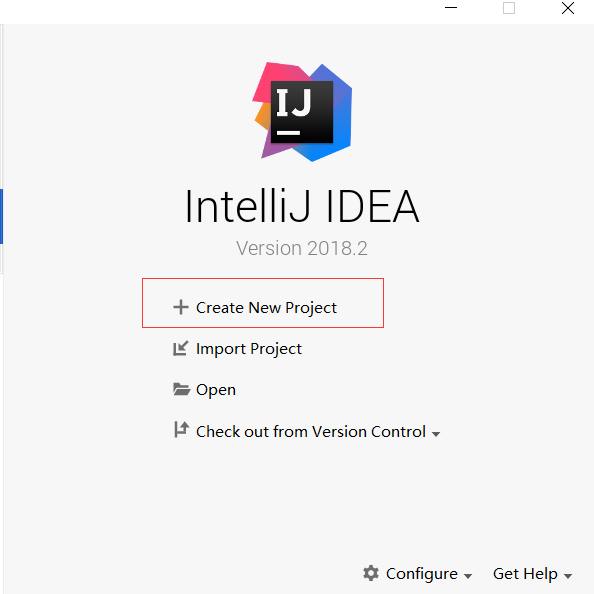 IJ
IntelliJ IDEA
Version 2018.2
Create New Project
Import Project
Open
Check out from Version Control
Configure Get Help